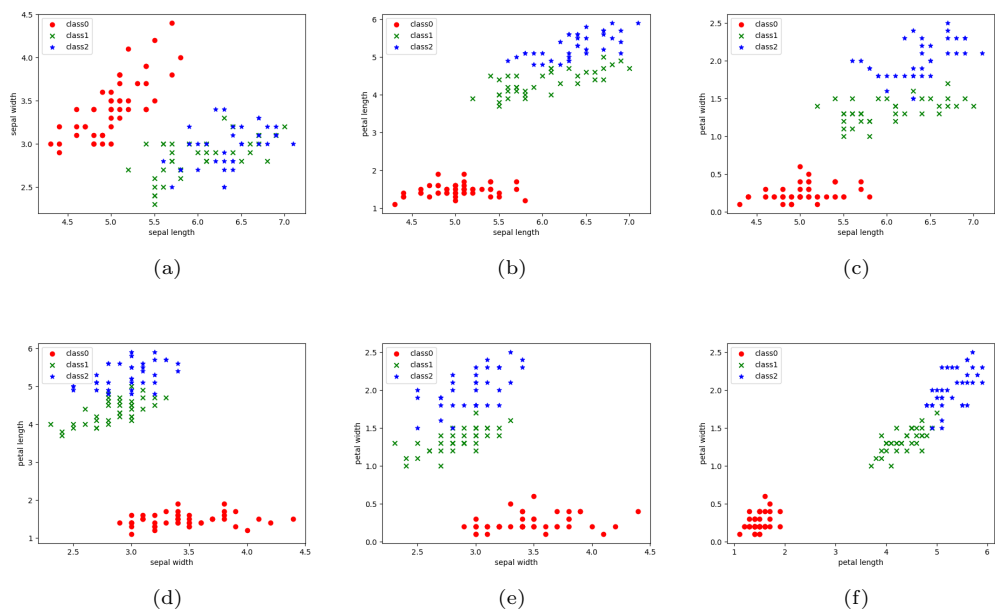 class0
class1
class2
4.5
4.0
3.5
3.0
2.5
sepal width
4.5 5.0 5.5 6.0 6.5 7.0
sepal length
(a)
class0
class1
class2
6
5
4
3
2
1
petal length
4.5 5.0 5.5 6.0 6.5 7.0
sepal length
(b)
class0
class1
class2
2.5
2.0
1.5
1.0
0.5
0.0
petal width
4.5 5.0 5.5 6.0 6.5 7.0
sepal length
(c)
class0
class1
class2
6
5
4
3
2
1
petal length
2.5 3.0 3.5 4.0 4.5
sepal width
(d)
class0
class1
class2
2.5
2.0
1.5
1.0
0.5
0.0
petal width
2.5 3.0 3.5 4.0 4.5
sepal width
(e)
class0
class1
class2
2.5
2.0
1.5
1.0
0.5
0.0
petal width
1 2 3 4 5 6
petal length
(f)